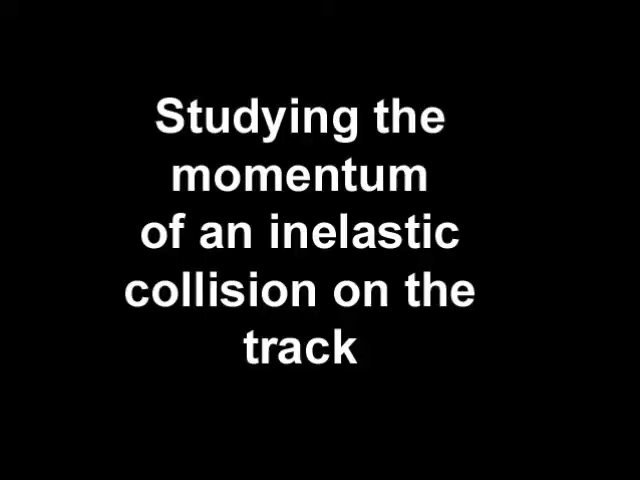 Studying the
momentum
of an inelastic
collision on the
track